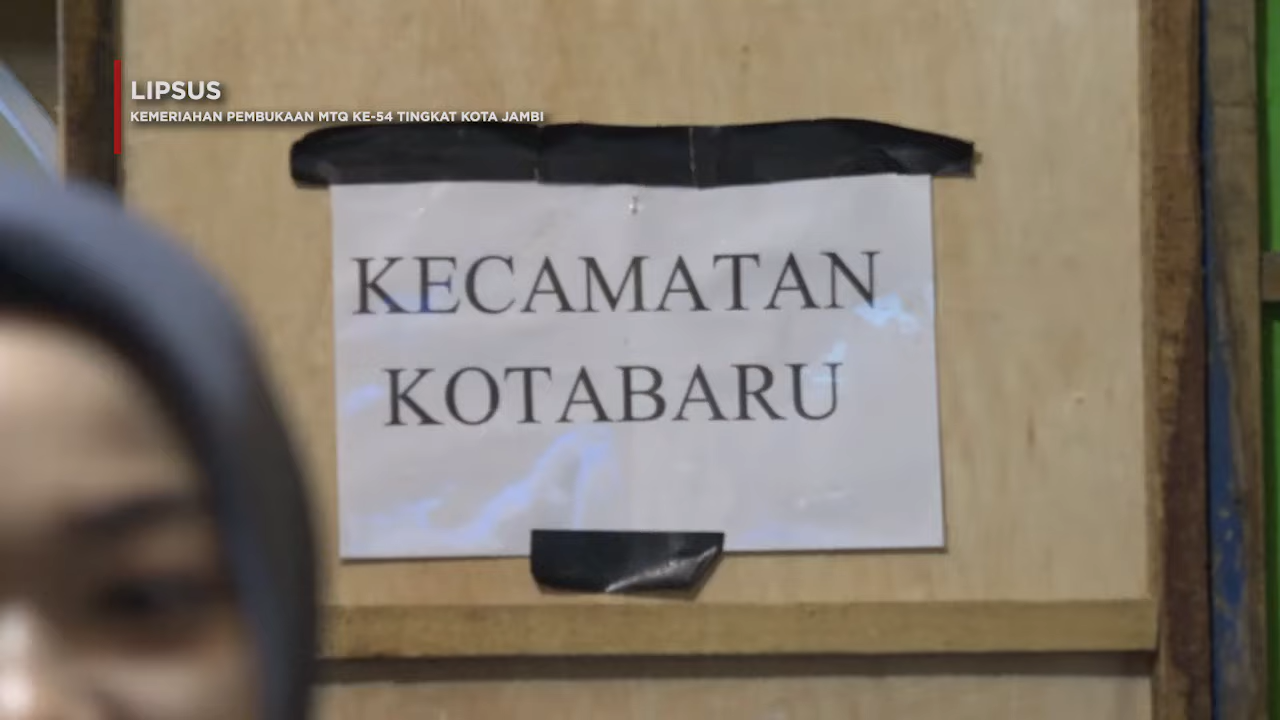 LIPSUS
KEMERIAHAN PEMBUKAAN MTQ KE-54 TINGKAT KOTA JAMBI
KECAMATAN
KOTABARU